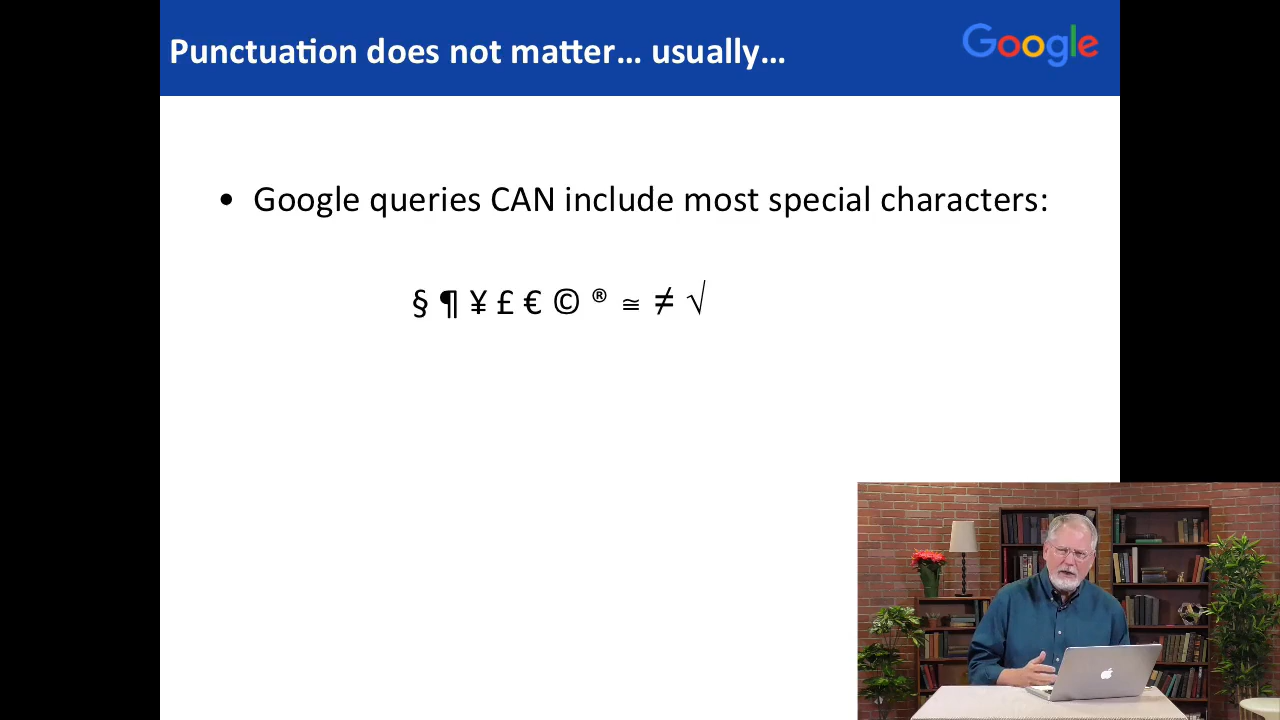 Punctuation does not matter... usually...
Google
• Google queries CAN include most special characters:
§ ¶ ¥ £ € © ® ≅ ≠ √